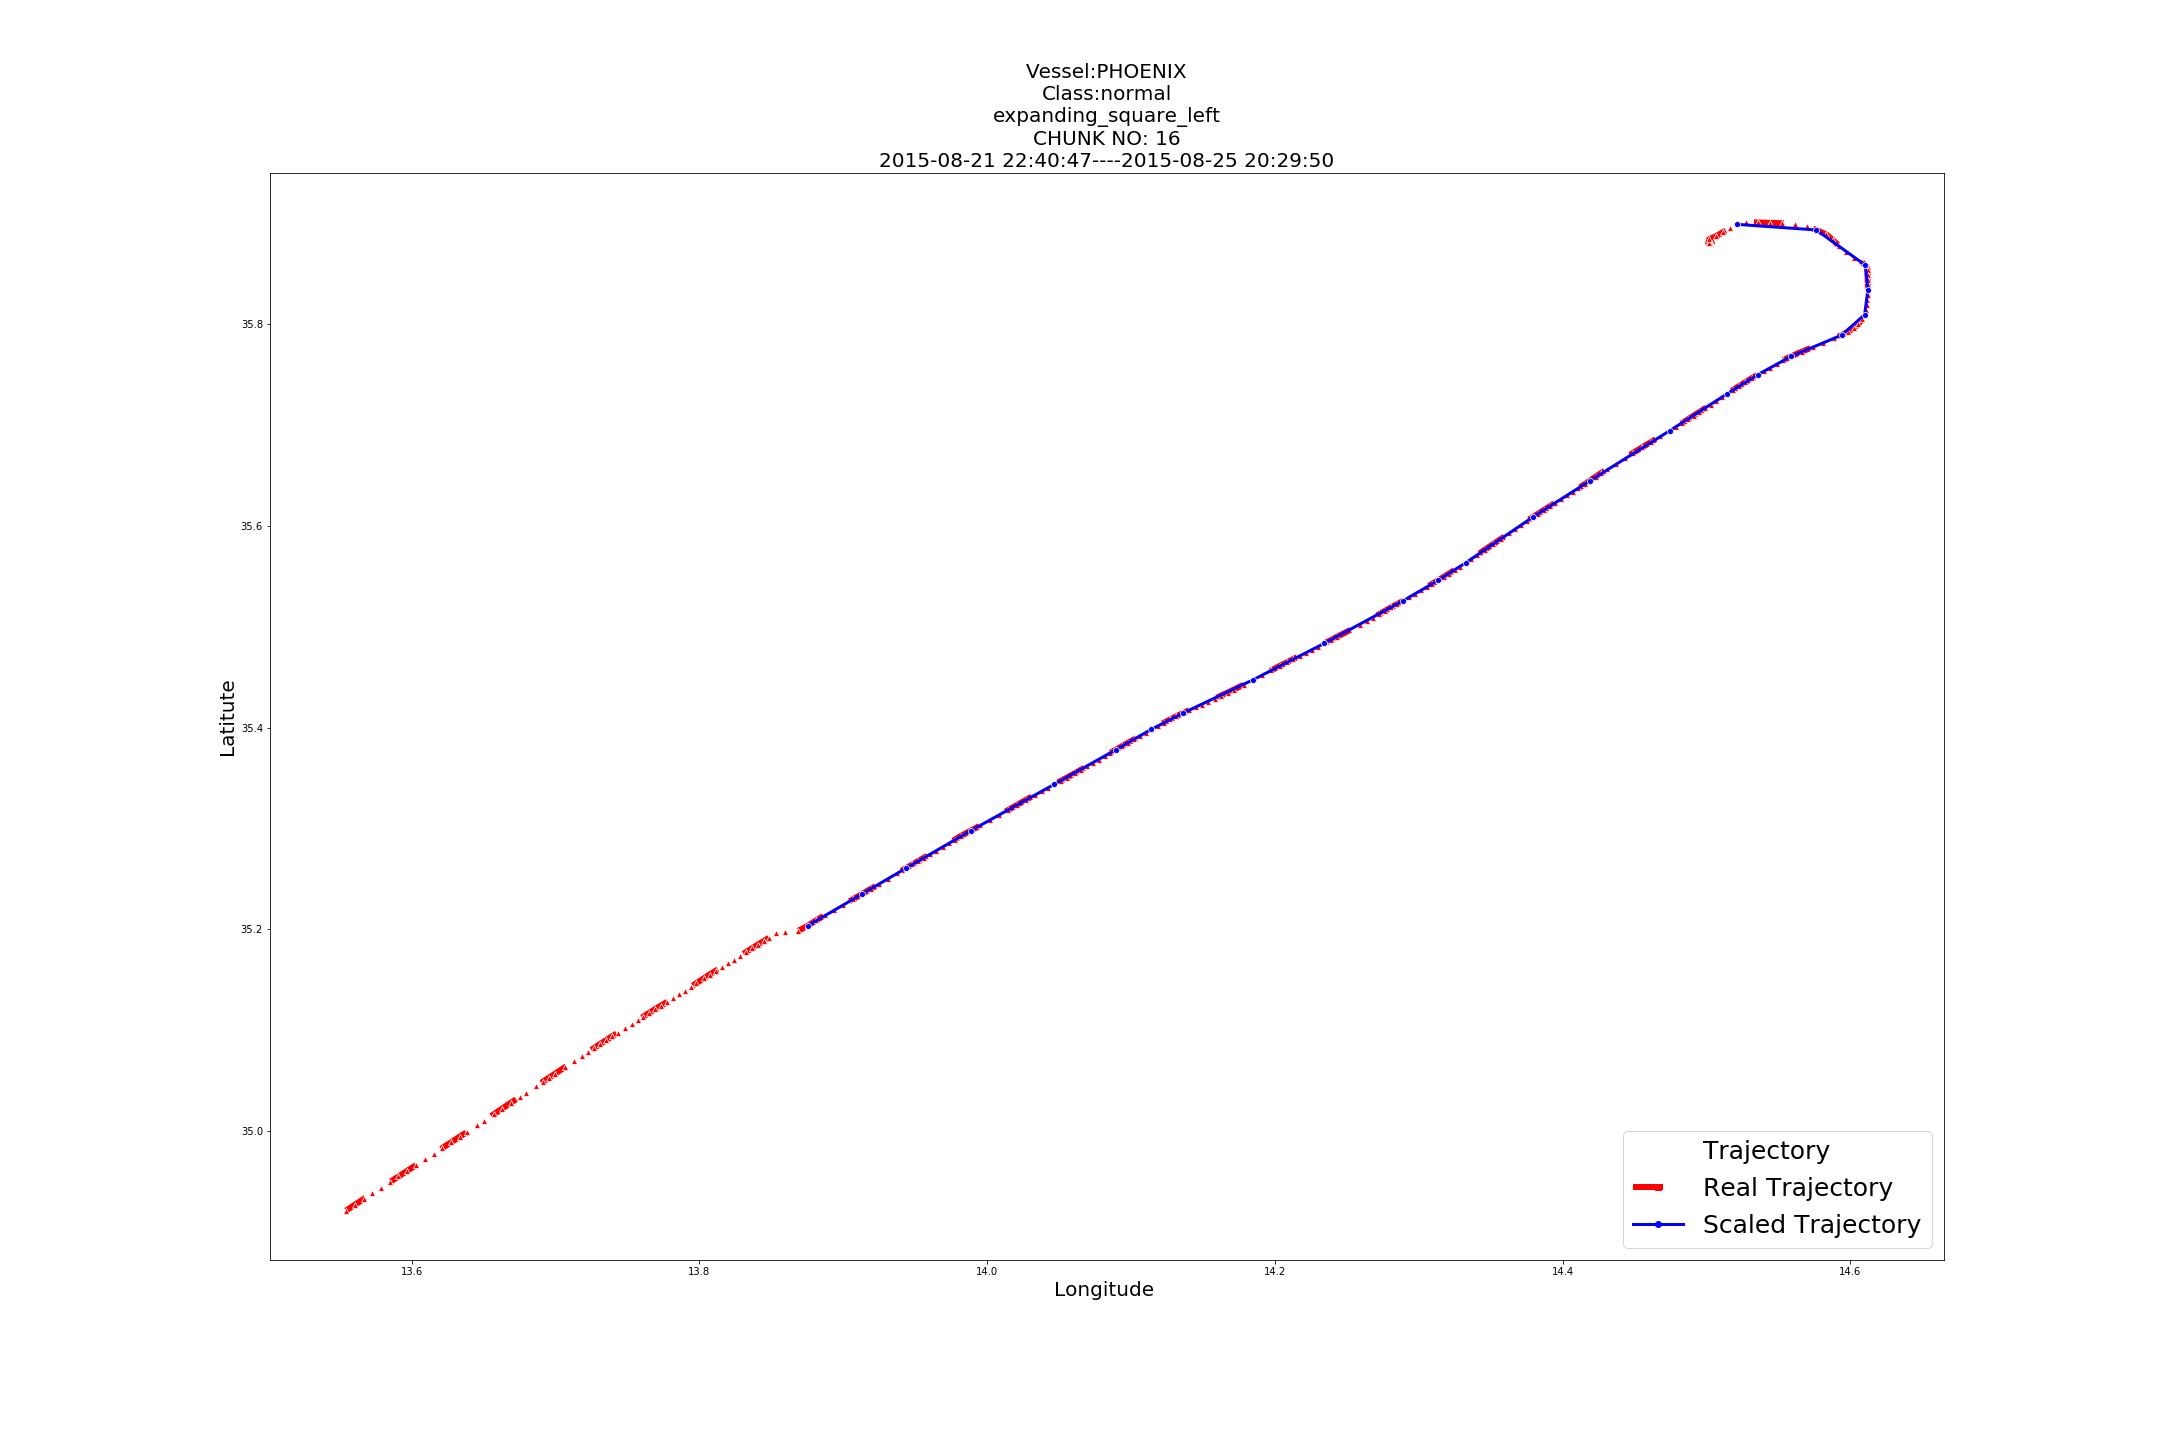 Vessel:PHOENIX
Class:normal
expanding_square_left
CHUNK NO: 16
2015-08-21 22:40:47----2015-08-25 20:29:50
Latitute
35.8
35.6
35.4
35.2
35.0
13.6
13.8
14.0
14.2
14.4
14.6
Longitude
Trajectory
Real Trajectory
Scaled Trajectory